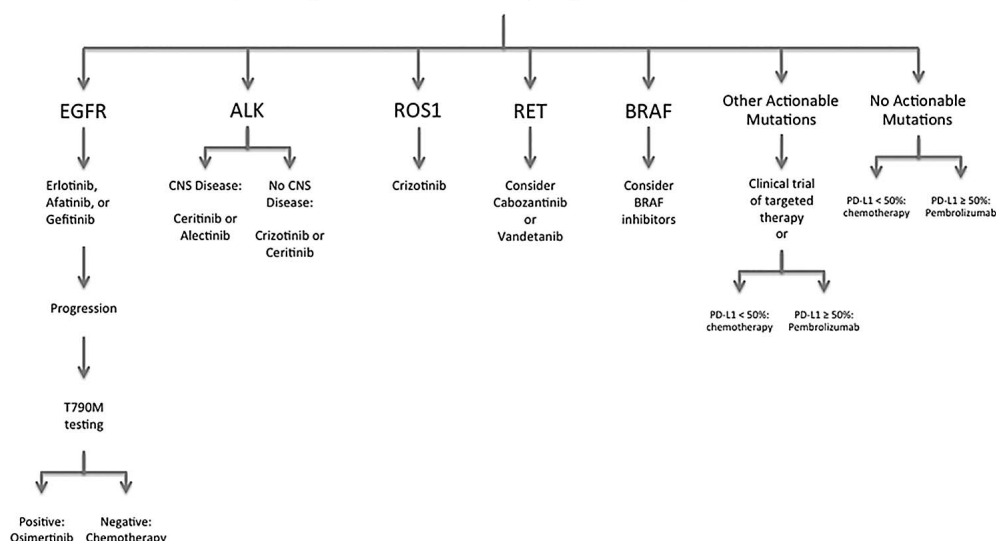 EGFR
ALK
ROS1
RET
BRAF
Other Actionable
Mutations
No Actionable
Mutations
Erlotinib,
Afatinib, or
Gefitinib
CNS Disease:
Ceritinib or
Alectinib
No CNS
Disease:
Crizotinib or
Ceritinib
Crizotinib
Consider
Cabozantinib
or
Vandetanib
Consider
BRAF
inhibitors
Clinical trial
of targeted
therapy
or
PD-L1 < 50%:
chemotherapy
PD-L1 ≥ 50%:
Pembrolizumab
PD-L1 < 50%:
chemotherapy
PD-L1 ≥ 50%:
Pembrolizumab
Progression
T790M
testing
Positive:
Osimertinib
Negative:
Chemotherapy